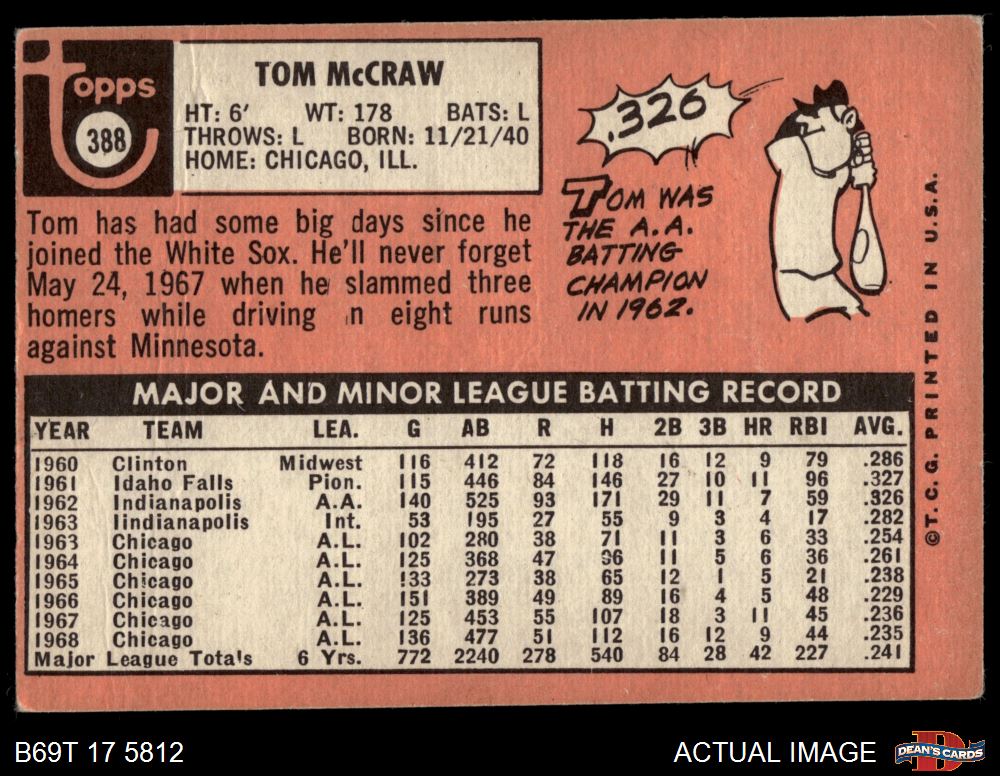 topps
388
TOM McCRAW
HT: 6' WT: 178 BATS: L
THROWS: L BORN: 11/21/40
HOME: CHICAGO, ILL.
Tom has had some big days since he
joined the White Sox. He'll never forget
May 24, 1967 when he slammed three
homers while driving in eight runs
against Minnesota.
.326
TOM WAS
THE A.A.
BATTING
CHAMPION
IN 1962.
MAJOR AND MINOR LEAGUE BATTING RECORD
YEAR TEAM LEA. G AB R H 2B 3B HR RBI AVG.
1960 Clinton Midwest 116 412 72 118 16 12 9 79 .286
1961 Idaho Falls Pion. 115 446 84 146 27 10 11 96 .327
1962 Indianapolis A.A. 140 525 93 171 29 11 7 59 .326
1963 Iindianapolis Int. 53 195 27 55 9 3 4 17 .282
1963 Chicago A.L. 102 280 38 71 11 3 6 33 .254
1964 Chicago A.L. 125 368 47 96 11 5 6 36 .261
1965 Chicago A.L. 133 273 38 65 12 1 5 21 .238
1966 Chicago A.L. 151 389 49 89 16 4 5 48 .229
1967 Chicago A.L. 125 453 55 107 18 3 11 45 .236
1968 Chicago A.L. 136 477 51 112 16 12 9 44 .235
Major League Totals 6 Yrs. 772 2240 278 540 84 28 42 227 .241
©T.C.G. PRINTED IN U.S.A.
B69T 17 5812
ACTUAL IMAGE
DEAN'S CARDS